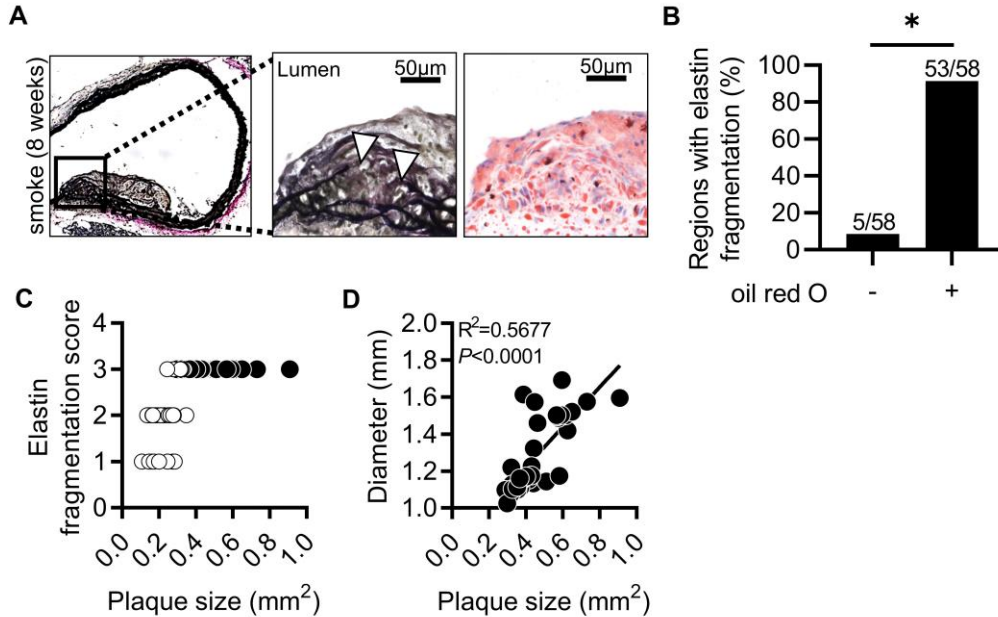 A
smoke (8 weeks)
Lumen
50μm
50μm
B
Regions with elastin
fragmentation (%)
100
80
60
40
20
0
*
5/58
53/58
oil red O - +
C
Elastin
fragmentation score
4
3
2
1
0
0.0 0.2 0.4 0.6 0.8 1.0
Plaque size (mm²)
D
Diameter (mm)
2.0
1.8
1.6
1.4
1.2
1.0
R²=0.5677
P<0.0001
0.0 0.2 0.4 0.6 0.8 1.0
Plaque size (mm²)